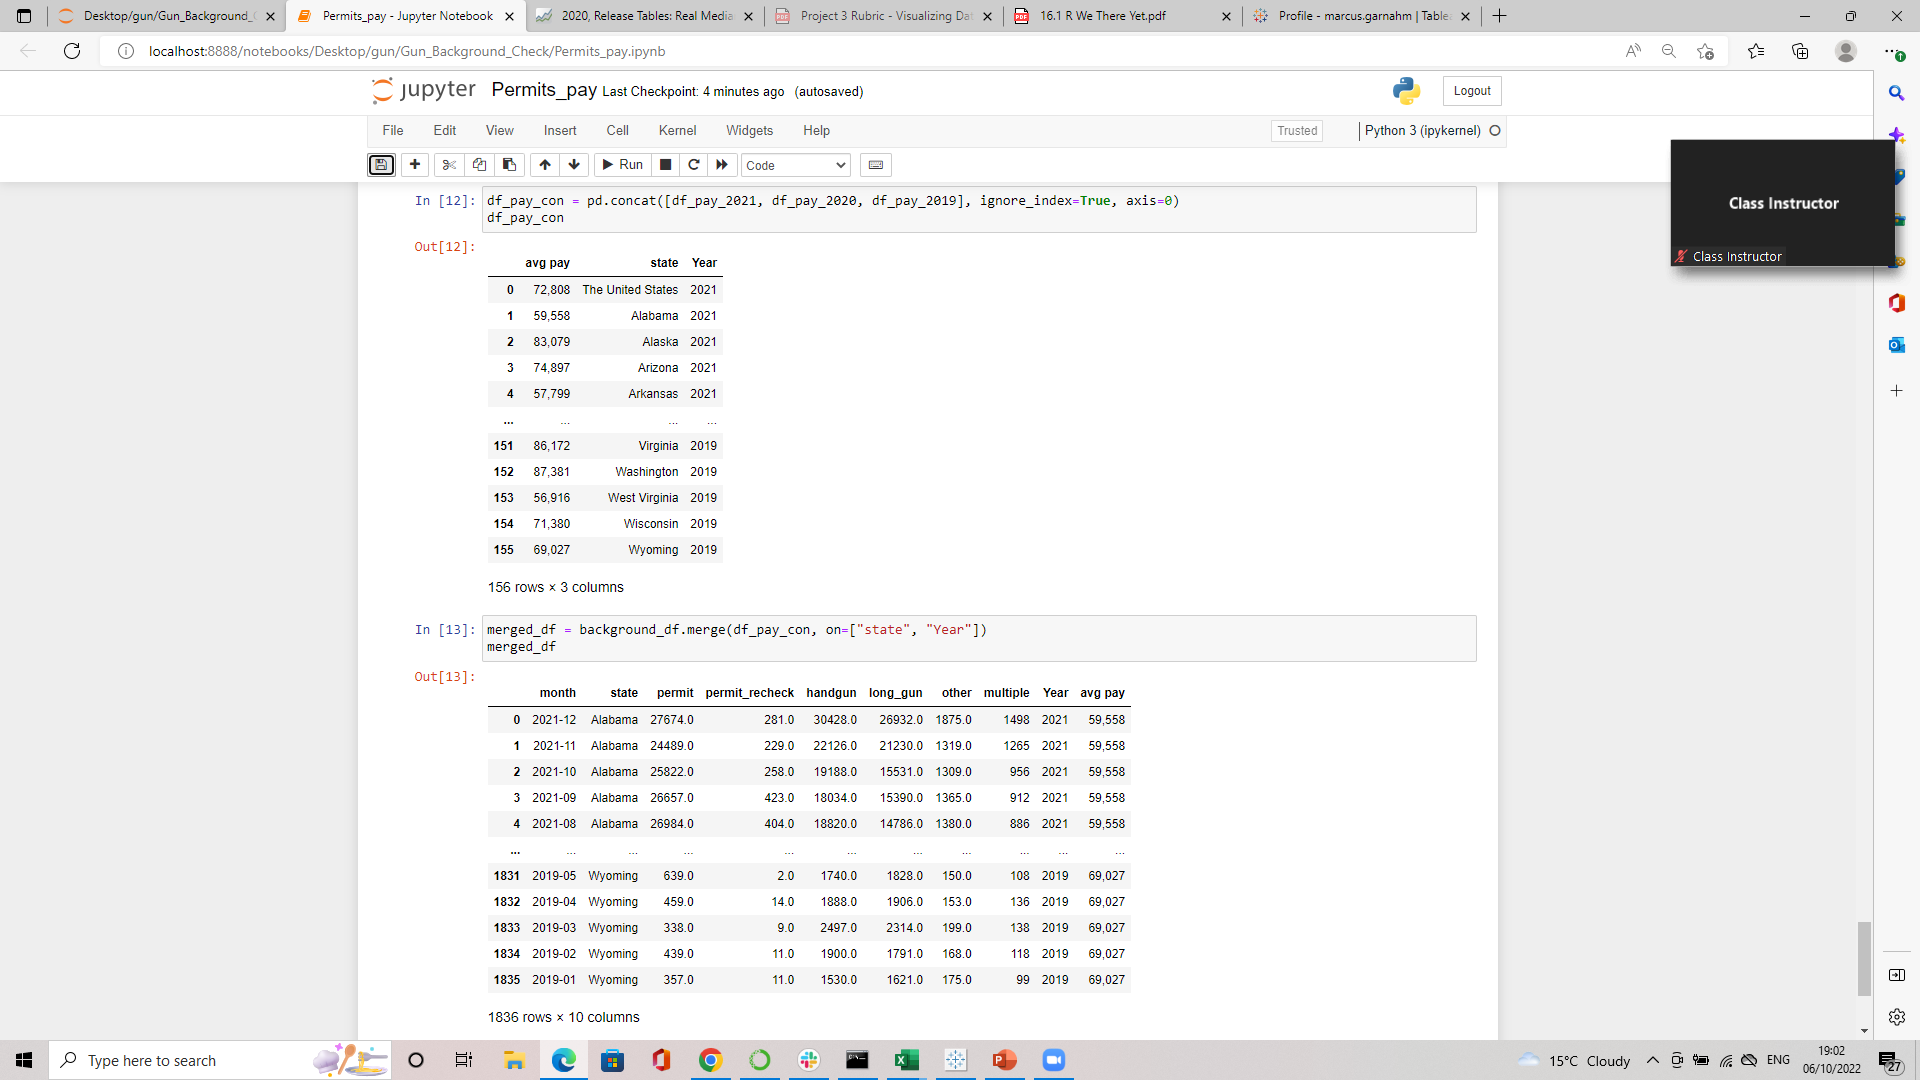 Desktop/gun/Gun_Background_C
Permits_pay - Jupyter Notebook
2020, Release Tables: Real Media
Project 3 Rubric - Visualizing Dat
16.1 R We There Yet.pdf
Profile - marcus.garnahm | Table
localhost:8888/notebooks/Desktop/gun/Gun_Background_Check/Permits_pay.ipynb
jupyter Permits_pay Last Checkpoint: 4 minutes ago (autosaved)
Logout
File Edit View Insert Cell Kernel Widgets Help
Trusted
Python 3 (ipykernel)
Run
Code
Class Instructor
Class Instructor
In [12]: df_pay_con = pd.concat([df_pay_2021, df_pay_2020, df_pay_2019], ignore_index=True, axis=0)
df_pay_con
Out[12]:
avg pay state Year
0 72,808 The United States 2021
1 59,558 Alabama 2021
2 83,079 Alaska 2021
3 74,897 Arizona 2021
4 57,799 Arkansas 2021
... ... ... ...
151 86,172 Virginia 2019
152 87,381 Washington 2019
153 56,916 West Virginia 2019
154 71,380 Wisconsin 2019
155 69,027 Wyoming 2019
156 rows × 3 columns
In [13]: merged_df = background_df.merge(df_pay_con, on=["state", "Year"])
merged_df
Out[13]:
month state permit permit_recheck handgun long_gun other multiple Year avg pay
0 2021-12 Alabama 27674.0 281.0 30428.0 26932.0 1875.0 1498 2021 59,558
1 2021-11 Alabama 24489.0 229.0 22126.0 21230.0 1319.0 1265 2021 59,558
2 2021-10 Alabama 25822.0 258.0 19188.0 15531.0 1309.0 956 2021 59,558
3 2021-09 Alabama 26657.0 423.0 18034.0 15390.0 1365.0 912 2021 59,558
4 2021-08 Alabama 26984.0 404.0 18820.0 14786.0 1380.0 886 2021 59,558
... ... ... ... ... ... ... ... ... ... ...
1831 2019-05 Wyoming 639.0 2.0 1740.0 1828.0 150.0 108 2019 69,027
1832 2019-04 Wyoming 459.0 14.0 1888.0 1906.0 153.0 136 2019 69,027
1833 2019-03 Wyoming 338.0 9.0 2497.0 2314.0 199.0 138 2019 69,027
1834 2019-02 Wyoming 439.0 11.0 1900.0 1791.0 168.0 118 2019 69,027
1835 2019-01 Wyoming 357.0 11.0 1530.0 1621.0 175.0 99 2019 69,027
1836 rows × 10 columns
Type here to search
15°C Cloudy
ENG
19:02
06/10/2022
27